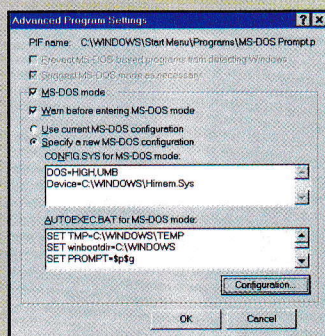 Advanced Program Settings
PIF name: C:\WINDOWS\Start Menu\Programs\MS-DOS Prompt.p
Prevent MS-DOS-based programs from detecting Windows
Suggest MS-DOS mode as necessary
MS-DOS mode
Warn before entering MS-DOS mode
Use current MS-DOS configuration
Specify a new MS-DOS configuration
CONFIG.SYS for MS-DOS mode:
DOS=HIGH,UMB
Device=C:\WINDOWS\Himem.Sys
AUTOEXEC.BAT for MS-DOS mode:
SET TMP=C:\WINDOWS\TEMP
SET winbootdir=C:\WINDOWS
SET PROMPT=$p$g
Configuration...
OK Cancel